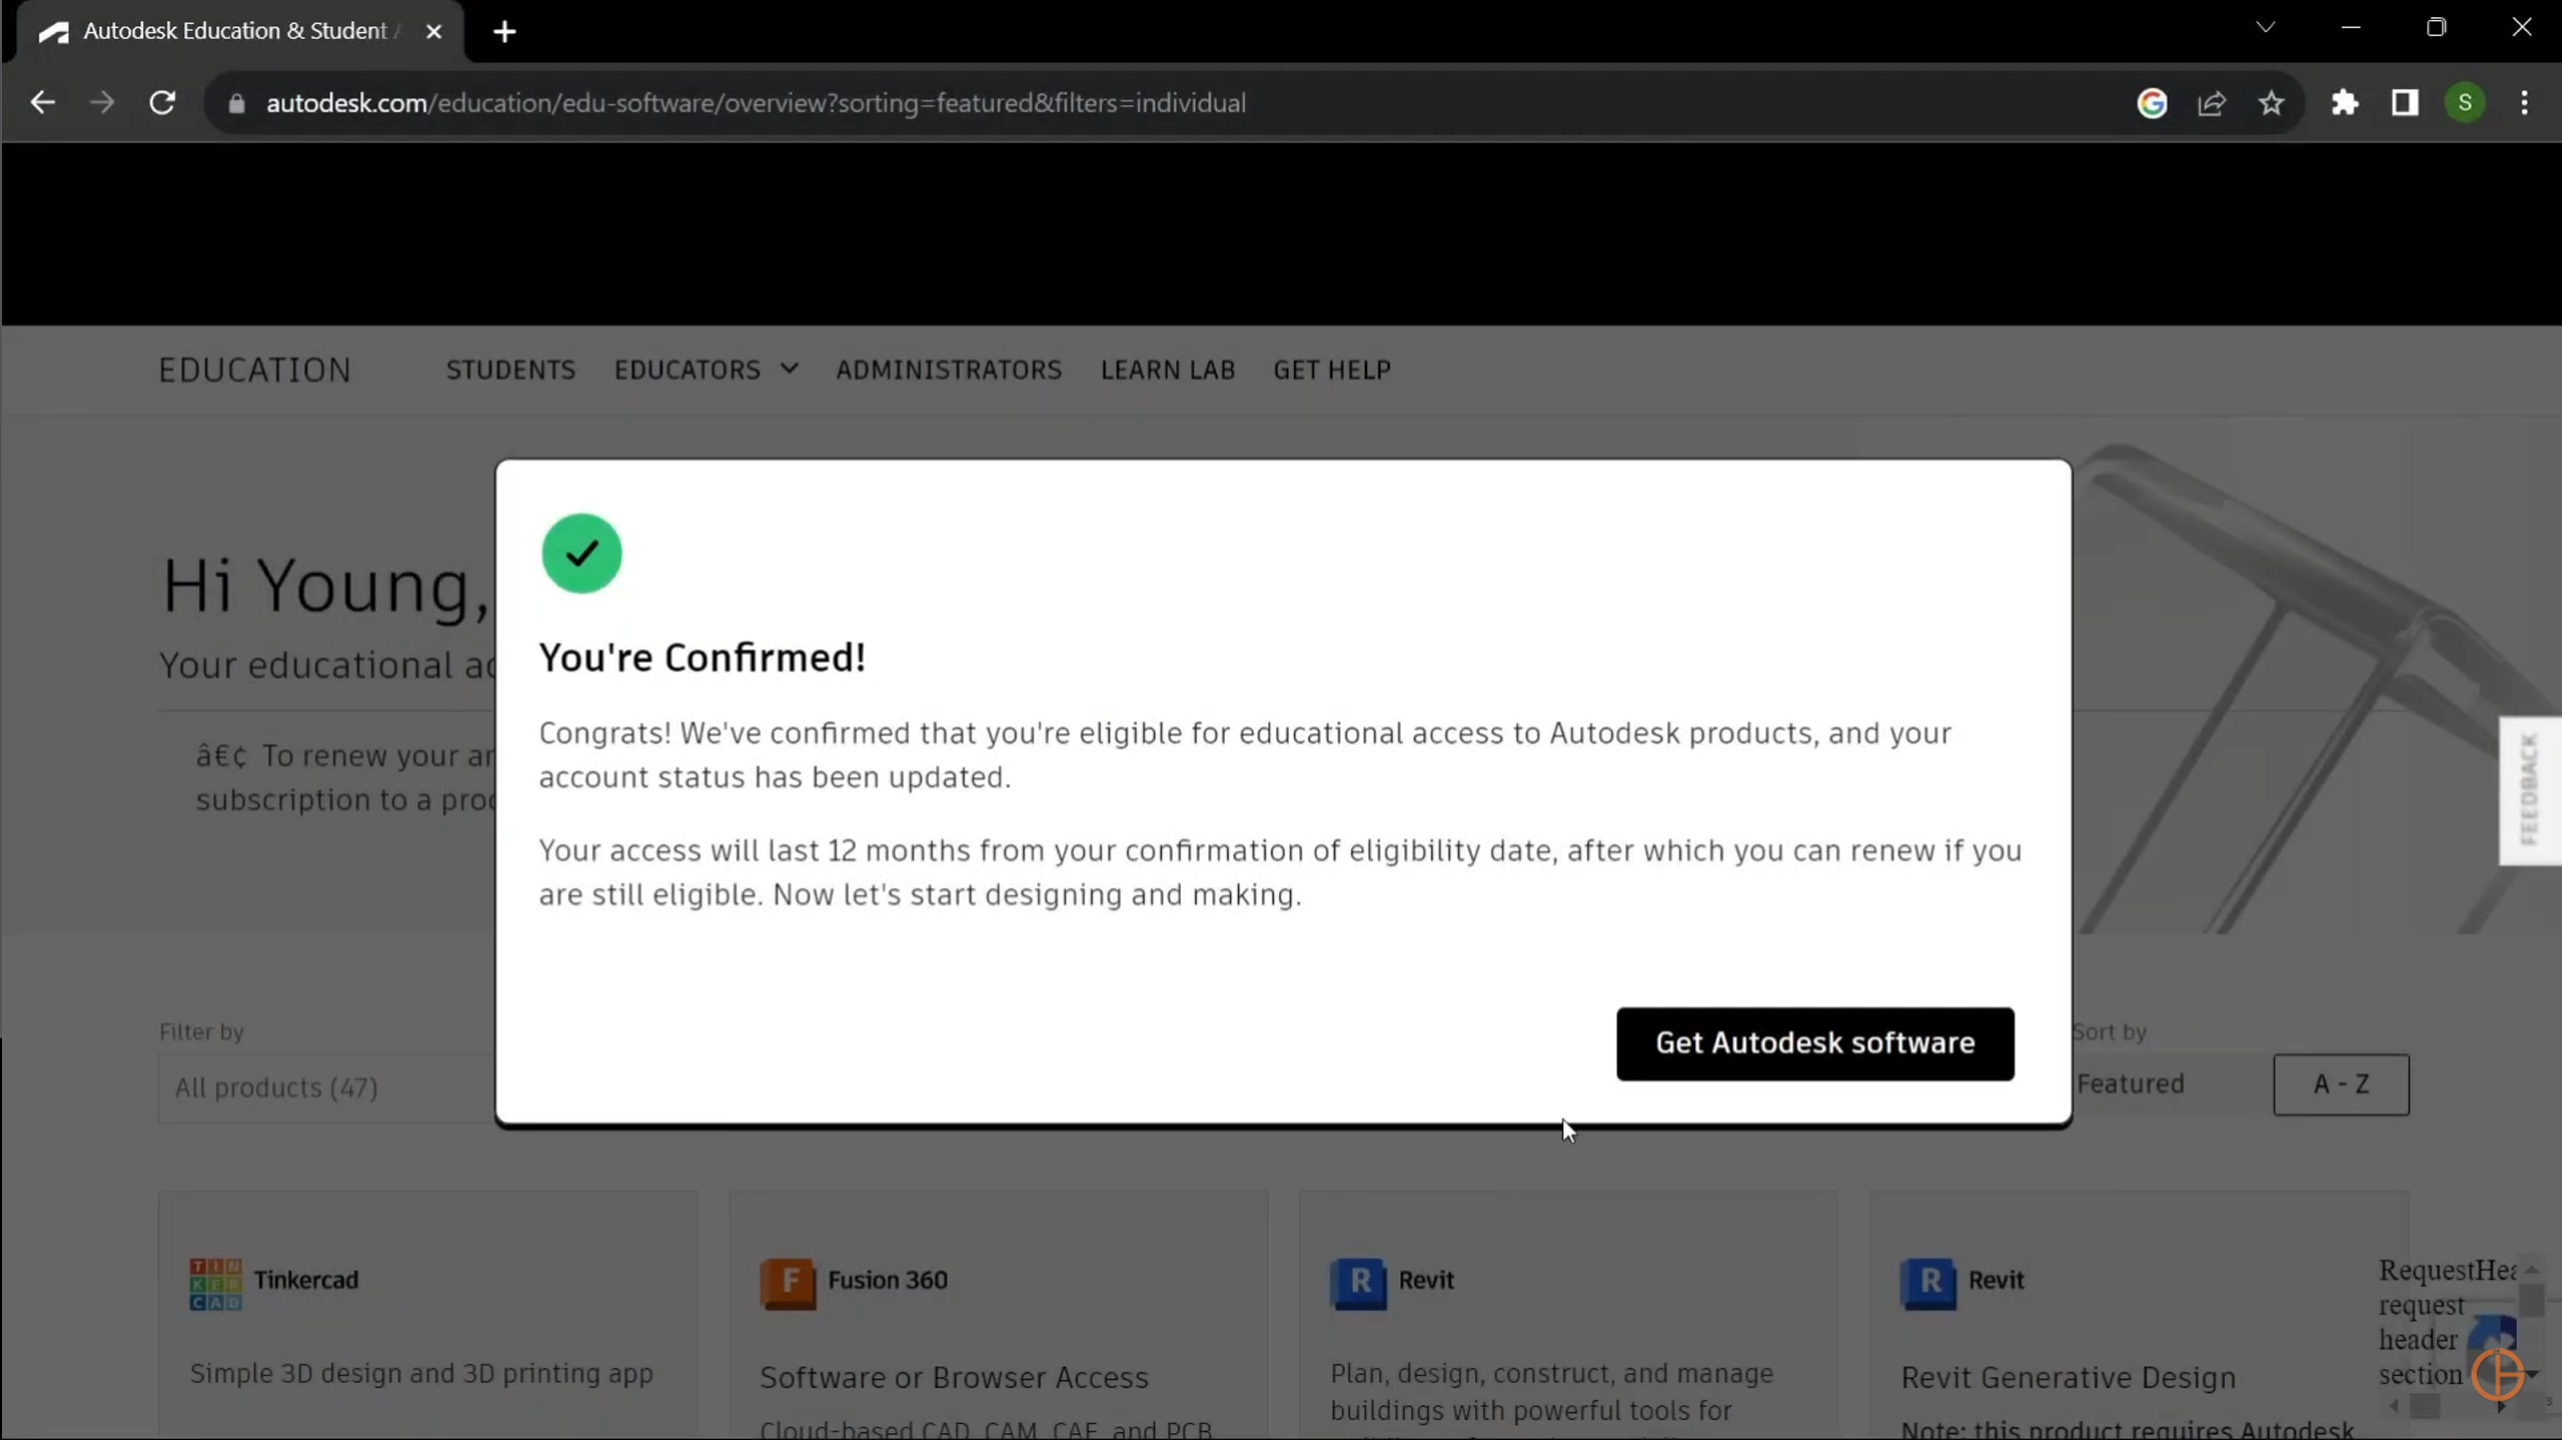 Autodesk Education & Student
autodesk.com/education/edu-software/overview?sorting=featured&filters=individual
S
EDUCATION
STUDENTS
EDUCATORS
ADMINISTRATORS
LEARN LAB
GET HELP
Hi Young,
Your educational ac
â€¢ To renew your an
subscription to a prod
You're Confirmed!
Congrats! We've confirmed that you're eligible for educational access to Autodesk products, and your
account status has been updated.
Your access will last 12 months from your confirmation of eligibility date, after which you can renew if you
are still eligible. Now let's start designing and making.
Get Autodesk software
FEEDBACK
Filter by
All products (47)
Sort by
Featured
A - Z
TIN
KER
CAD
Tinkercad
Simple 3D design and 3D printing app
F
Fusion 360
Software or Browser Access
Cloud-based CAD, CAM, CAE, and PCB
R
Revit
Plan, design, construct, and manage
buildings with powerful tools for
R
Revit
Revit Generative Design
Note: this product requires Autodesk
RequestHea
request
header
section